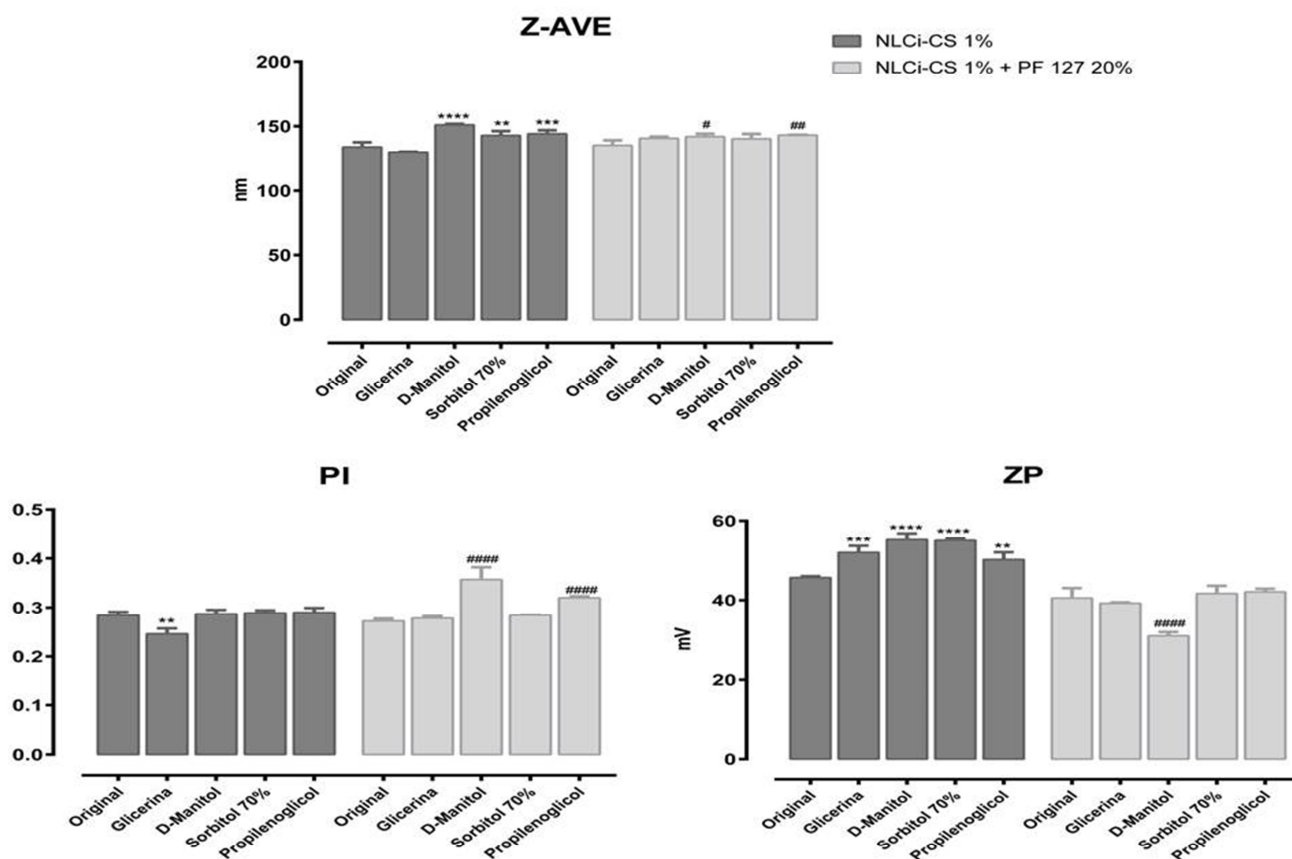 Z-AVE
NLCi-CS 1%
NLCi-CS 1% + PF 127 20%
200
150
100
50
0
nm
****
**
***
#
##
Original
Glicerina
D-Manitol
Sorbitol 70%
Propilenoglicol
Original
Glicerina
D-Manitol
Sorbitol 70%
Propilenoglicol
PI
0.5
0.4
0.3
0.2
0.1
0.0
**
####
####
Original
Glicerina
D-Manitol
Sorbitol 70%
Propilenoglicol
Original
Glicerina
D-Manitol
Sorbitol 70%
Propilenoglicol
ZP
60
40
20
0
mV
***
****
****
**
####
Original
Glicerina
D-Manitol
Sorbitol 70%
Propilenoglicol
Original
Glicerina
D-Manitol
Sorbitol 70%
Propilenoglicol